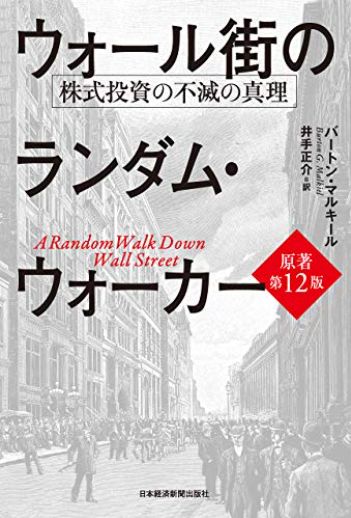 ウォール街の
株式投資の不滅の真理
ランダム・
ウォーカー
A Random Walk Down
Wall Street
バートン・マルキール
Burton G. Malkiel
井手正介=訳
原著
第12版
日本経済新聞出版社